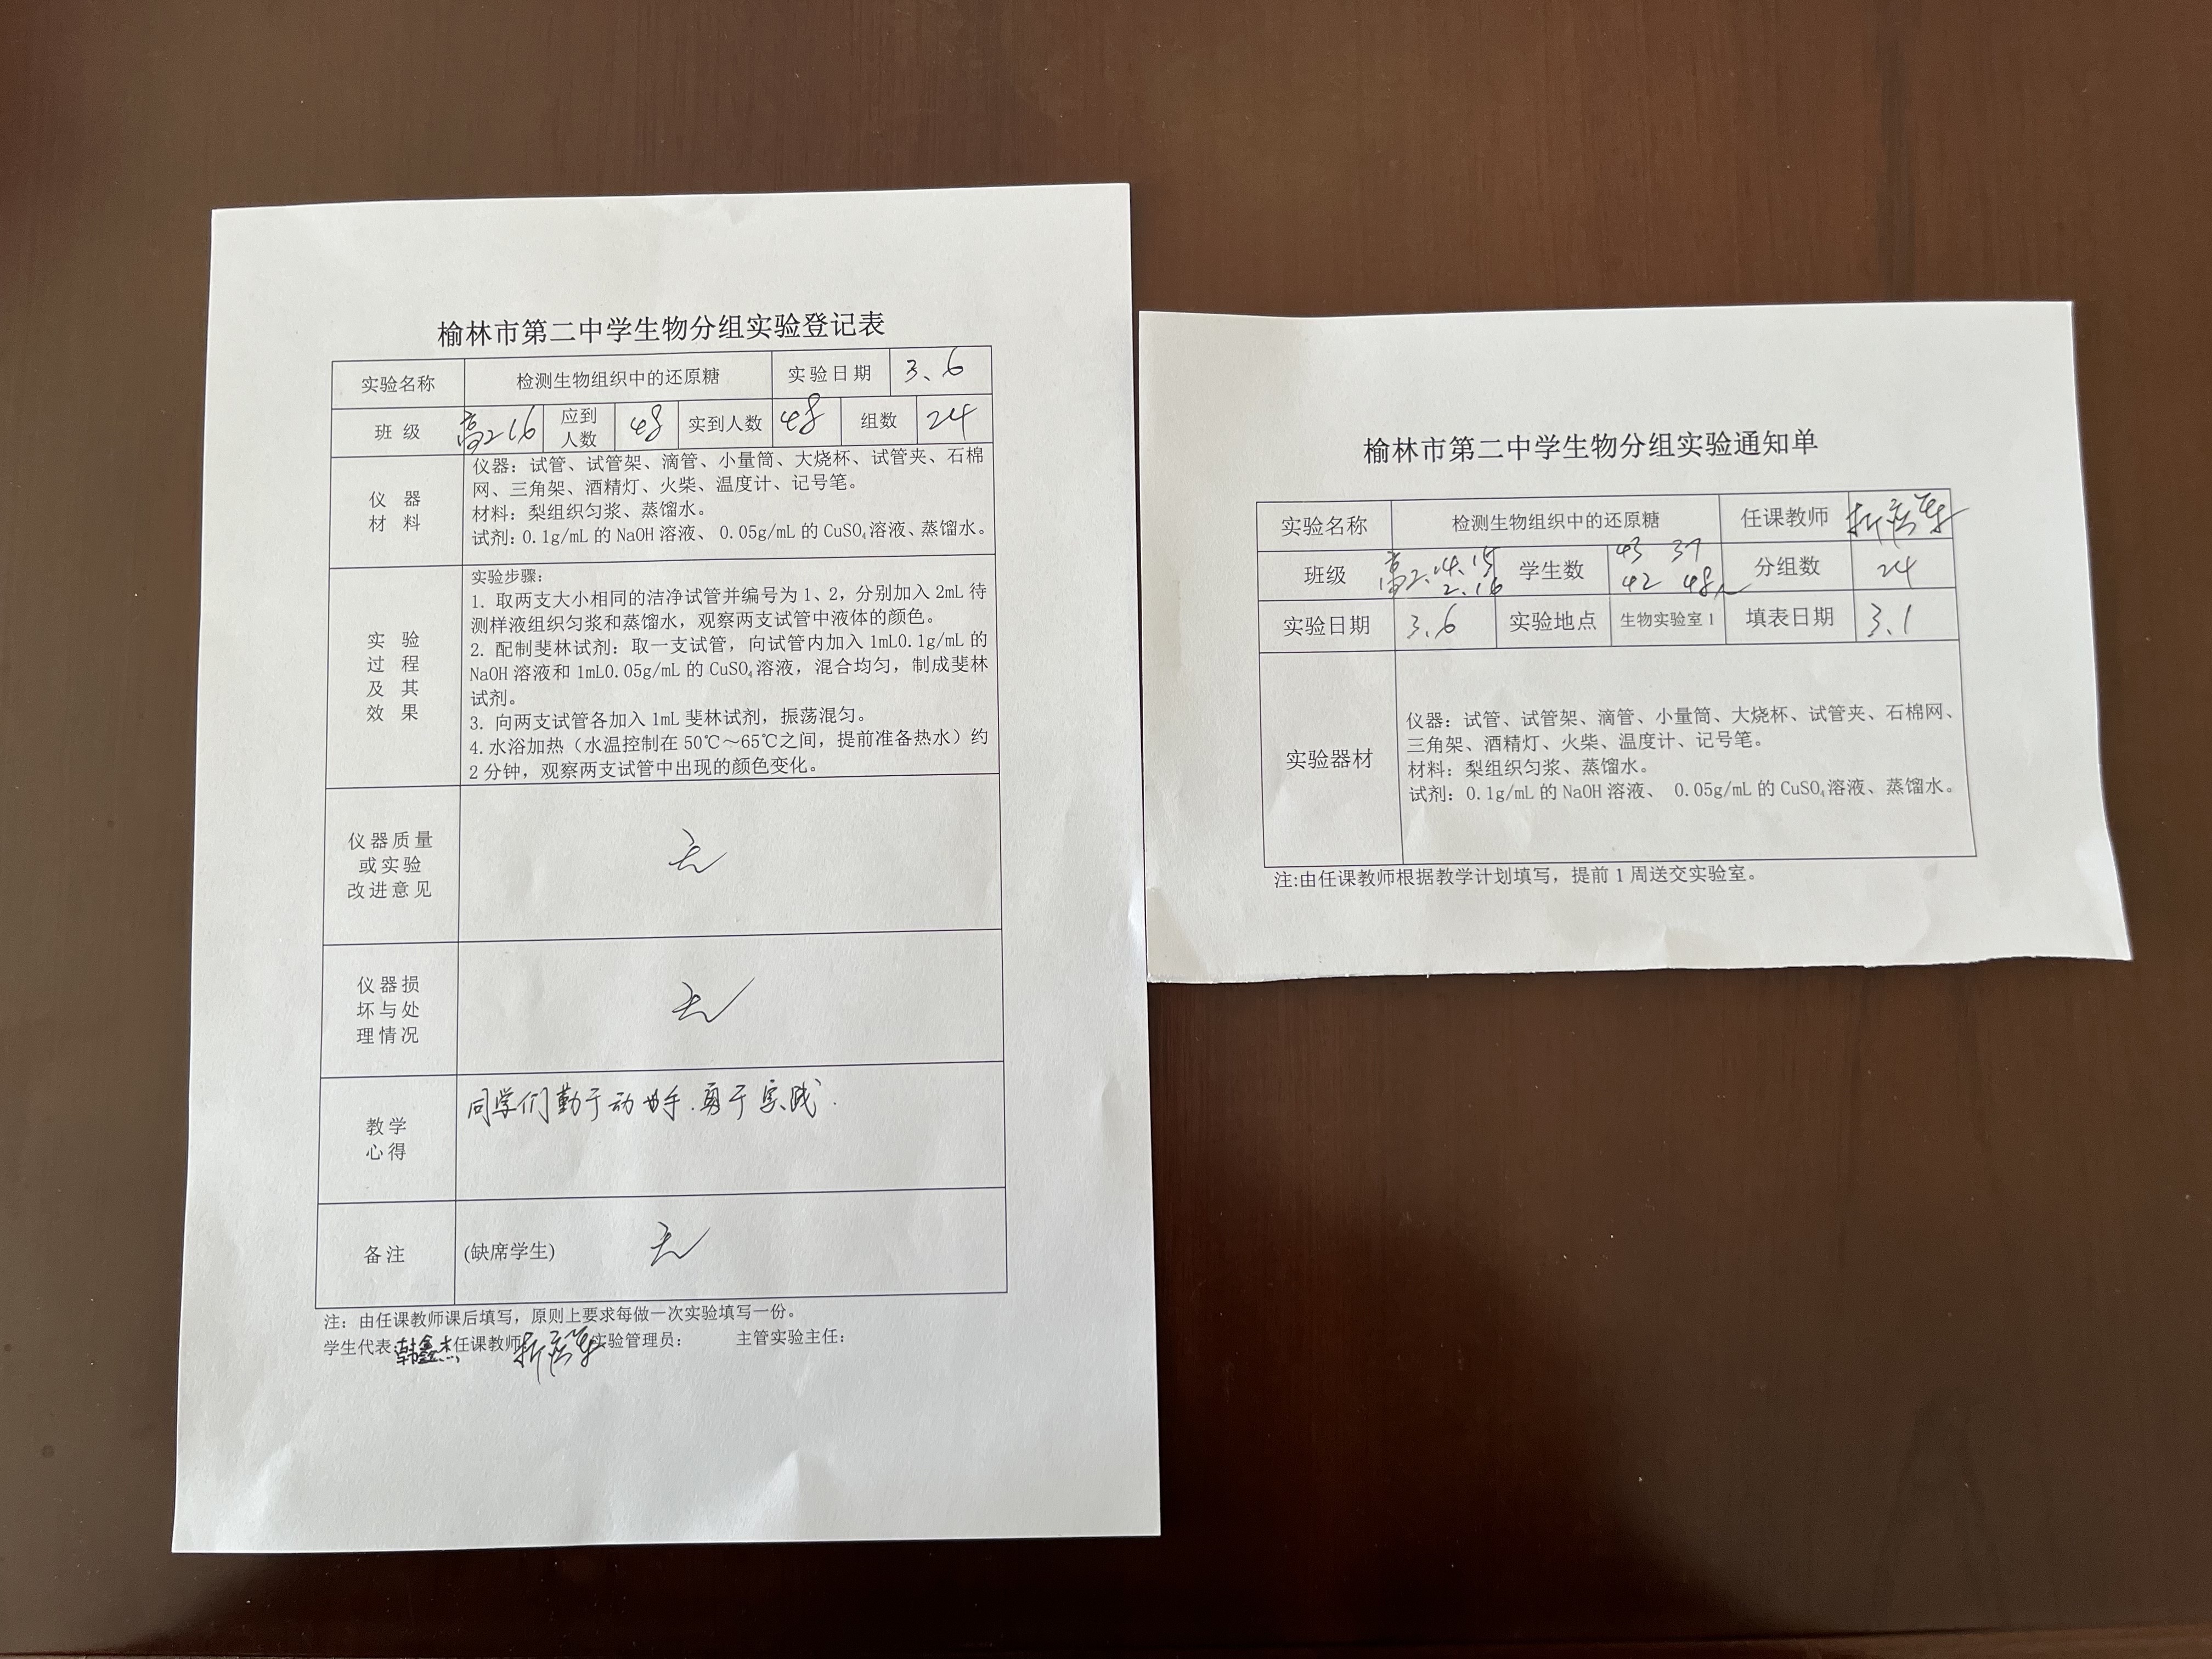 榆林市第二中学生物分组实验登记表
实验名称 检测生物组织中的还原糖 实验日期 3、6
班 级 高2.16 应到人数 48 实到人数 48 组数 24
仪 器 材 料
仪器：试管、试管架、滴管、小量筒、大烧杯、试管夹、石棉
网、三角架、酒精灯、火柴、温度计、记号笔。
材料：梨组织匀浆、蒸馏水。
试剂：0.1g/mL 的 NaOH 溶液、 0.05g/mL 的 CuSO₄溶液、蒸馏水。
实 验
过 程
及 其
效 果
实验步骤：
1. 取两支大小相同的洁净试管并编号为 1、2，分别加入 2mL 待
测样液组织匀浆和蒸馏水，观察两支试管中液体的颜色。
2. 配制斐林试剂：取一支试管，向试管内加入 1mL0.1g/mL 的
NaOH 溶液和 1mL0.05g/mL 的 CuSO₄溶液，混合均匀，制成斐林
试剂。
3. 向两支试管各加入 1mL 斐林试剂，振荡混匀。
4.水浴加热（水温控制在 50℃～65℃之间，提前准备热水）约
2 分钟，观察两支试管中出现的颜色变化。
仪器质量
或实验
改进意见
无
仪器损
坏与处
理情况
无
教学
心得
同学们勤于动手.勇于实践.
备注 (缺席学生) 无
注：由任课教师课后填写，原则上要求每做一次实验填写一份。
学生代表：韩鑫杰 任课教师 实验管理员： 主管实验主任：
榆林市第二中学生物分组实验通知单
实验名称 检测生物组织中的还原糖 任课教师
班级 高2.14.15 2.16 学生数 43 37 42 48人 分组数 24
实验日期 3.6 实验地点 生物实验室 1 填表日期 3.1
实验器材
仪器：试管、试管架、滴管、小量筒、大烧杯、试管夹、石棉网、
三角架、酒精灯、火柴、温度计、记号笔。
材料：梨组织匀浆、蒸馏水。
试剂：0.1g/mL 的 NaOH 溶液、 0.05g/mL 的 CuSO₄溶液、蒸馏水。
注:由任课教师根据教学计划填写，提前 1 周送交实验室。